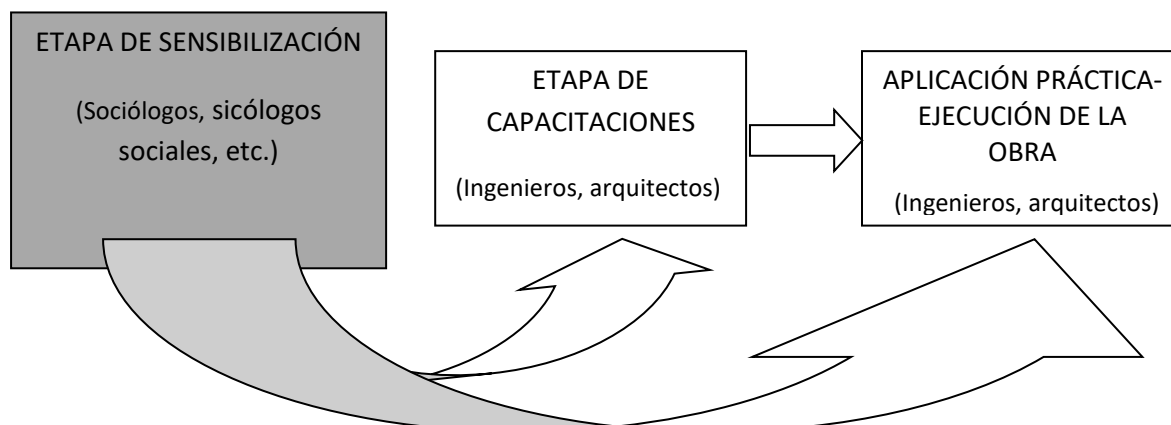 ETAPA DE SENSIBILIZACIÓN
(Sociólogos, sicólogos
sociales, etc.)
ETAPA DE
CAPACITACIONES
(Ingenieros, arquitectos)
APLICACIÓN PRÁCTICA-
EJECUCIÓN DE LA
OBRA
(Ingenieros, arquitectos)